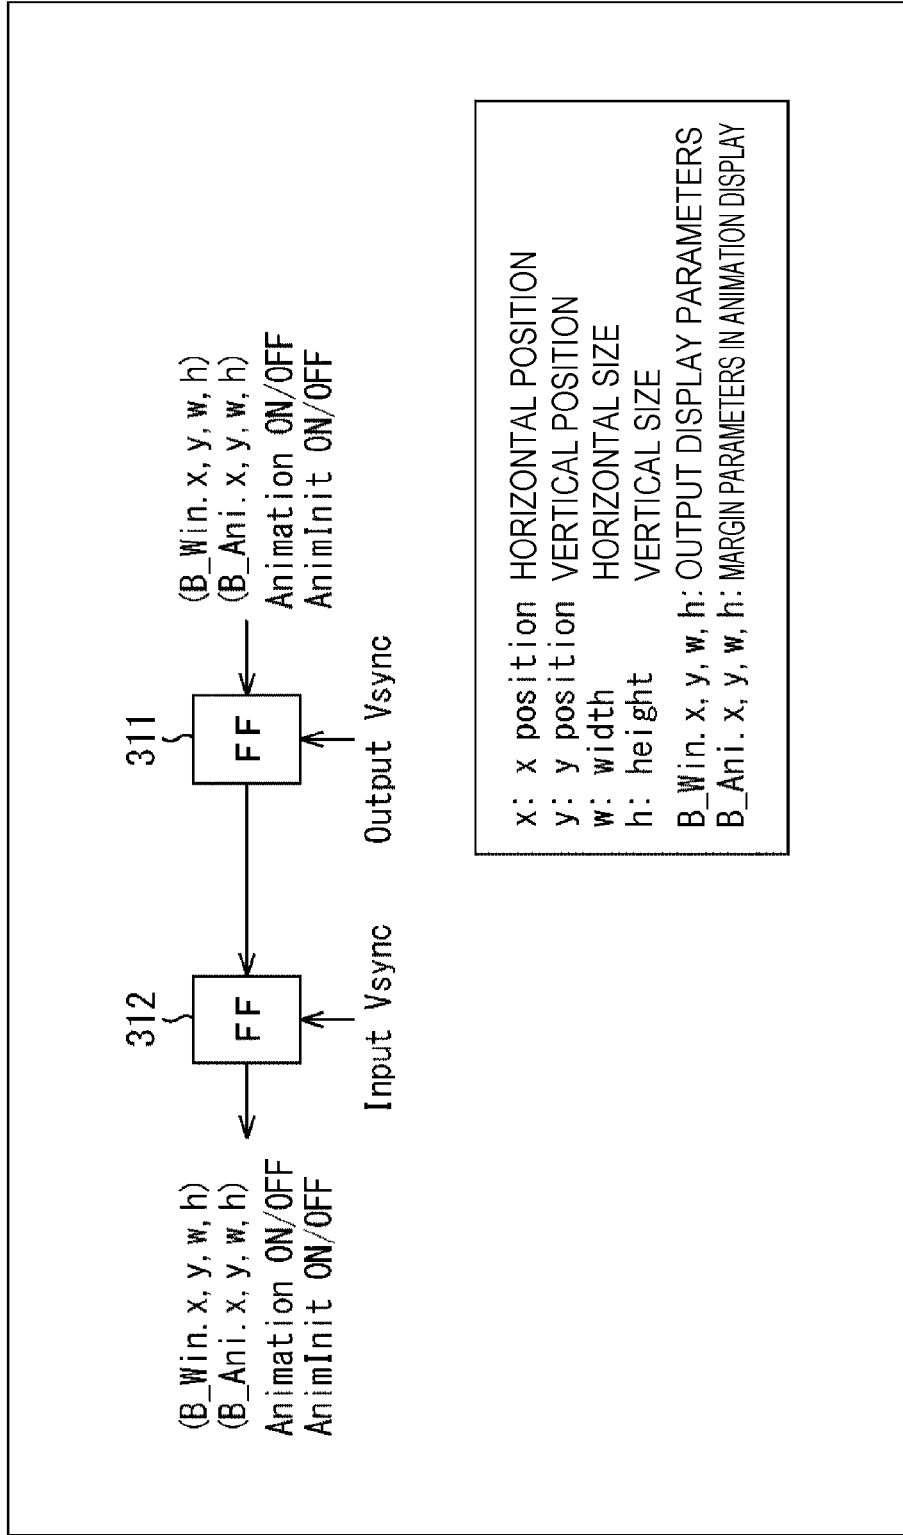 (B_Win. x, y, w, h)
(B_Ani. x, y, w, h)
Animation ON/OFF
AnimInit ON/OFF
312
FF
Input Vsync
311
FF
Output Vsync
(B_Win. x, y, w, h)
(B_Ani. x, y, w, h)
Animation ON/OFF
AnimInit ON/OFF
x: x position HORIZONTAL POSITION
y: y position VERTICAL POSITION
w: width HORIZONTAL SIZE
h: height VERTICAL SIZE
B_Win. x, y, w, h: OUTPUT DISPLAY PARAMETERS
B_Ani. x, y, w, h: MARGIN PARAMETERS IN ANIMATION DISPLAY